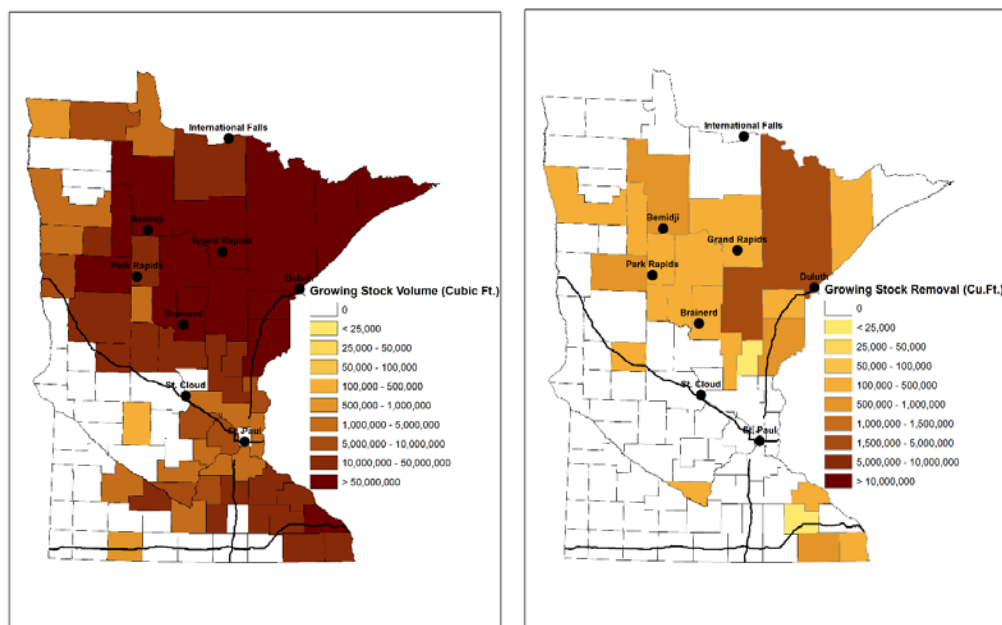 International Falls
Bemidji
Grand Rapids
Park Rapids
Duluth
Brainerd
St. Cloud
St. Paul
Growing Stock Volume (Cubic Ft.)
0
< 25,000
25,000 - 50,000
50,000 - 100,000
100,000 - 500,000
500,000 - 1,000,000
1,000,000 - 5,000,000
5,000,000 - 10,000,000
10,000,000 - 50,000,000
> 50,000,000
International Falls
Bemidji
Grand Rapids
Park Rapids
Duluth
Brainerd
St. Cloud
St. Paul
Growing Stock Removal (Cu.Ft.)
0
< 25,000
25,000 - 50,000
50,000 - 100,000
100,000 - 500,000
500,000 - 1,000,000
1,000,000 - 1,500,000
1,500,000 - 5,000,000
5,000,000 - 10,000,000
> 10,000,000